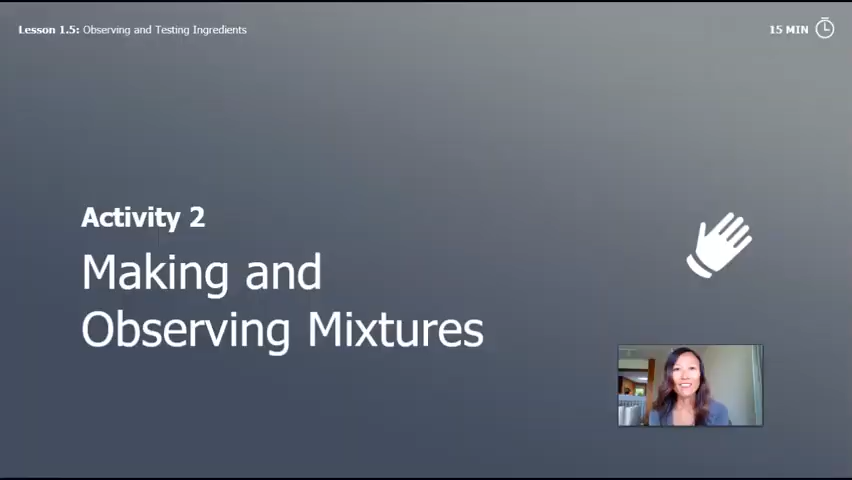 Lesson 1.5: Observing and Testing Ingredients
15 MIN
Activity 2
Making and
Observing Mixtures